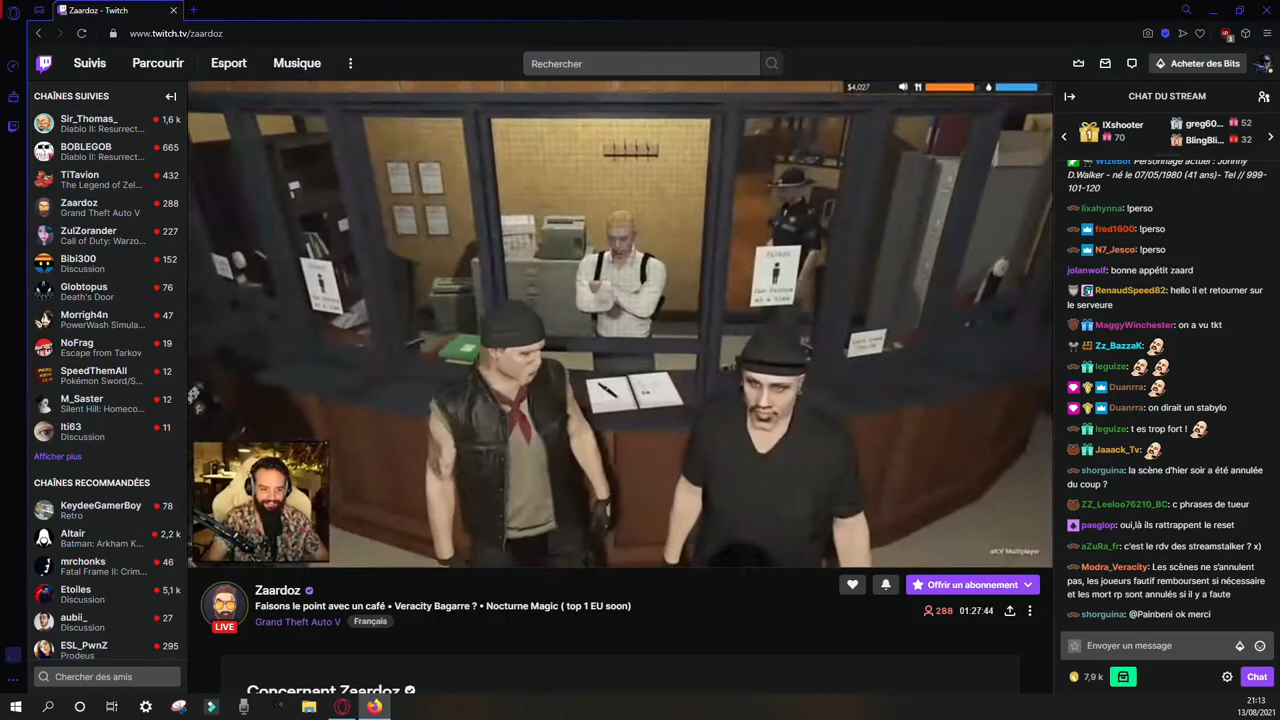 Zaardoz - Twitch
www.twitch.tv/zaardoz
Suivis
Parcourir
Esport
Musique
Rechercher
Acheter des Bits
CHAÎNES SUIVIES
Sir_Thomas_ 1,6 k
Diablo II: Resurrect...
BOBLEGOB 665
Diablo II: Resurrect...
TiTavion 432
The Legend of Zel...
Zaardoz 288
Grand Theft Auto V
ZulZorander 227
Call of Duty: Warzo...
Bibi300 152
Discussion
Globtopus 76
Death's Door
Morrigh4n 47
PowerWash Simula...
NoFrag 19
Escape from Tarkov
SpeedThemAll 12
Pokémon Sword/S...
M_Saster 12
Silent Hill: Homeco...
Iti63 11
Discussion
Afficher plus
CHAÎNES RECOMMANDÉES
KeydeeGamerBoy 78
Retro
Altair 2,2 k
Batman: Arkham K...
mrchonks 46
Fatal Frame II: Crim...
Etoiles 5,1 k
Discussion
aubii_ 27
Discussion
ESL_PwnZ 295
Prodeus
Chercher des amis
$4,027
alt:V Multiplayer
LIVE
Zaardoz
Faisons le point avec un café • Veracity Bagarre ? • Nocturne Magic ( top 1 EU soon)
Grand Theft Auto V Français
Offrir un abonnement
288 01:27:44
Concernant Zaardoz
CHAT DU STREAM
1 IXshooter
70
greg60... 52
BlingBli... 32
WizeBot Personnage actuel : Johnny
D.Walker - né le 07/05/1980 (41 ans)- Tel // 999-
101-120
lixahynna: !perso
fred1600: !perso
N7_Jesco: !perso
jolanwolf: bonne appétit zaard
RenaudSpeed82: hello il et retourner sur
le serveure
MaggyWinchester: on a vu tkt
Zz_BazzaK:
leguize:
Duanrra:
Duanrra: on dirait un stabylo
leguize: t es trop fort !
Jaaack_Tv:
shorguina: la scène d'hier soir a été annulée
du coup ?
ZZ_Leeloo76210_BC: c phrases de tueur
pasglop: oui,là ils rattrapent le reset
aZuRa_fr: c'est le rdv des streamstalker ? x)
Modra_Veracity: Les scènes ne s'annulent
pas, les joueurs fautif remboursent si nécessaire
et les mort rp sont annulés si il y a faute
shorguina: @Painbeni ok merci
Envoyer un message
7,9 k
Chat
21:13
13/08/2021